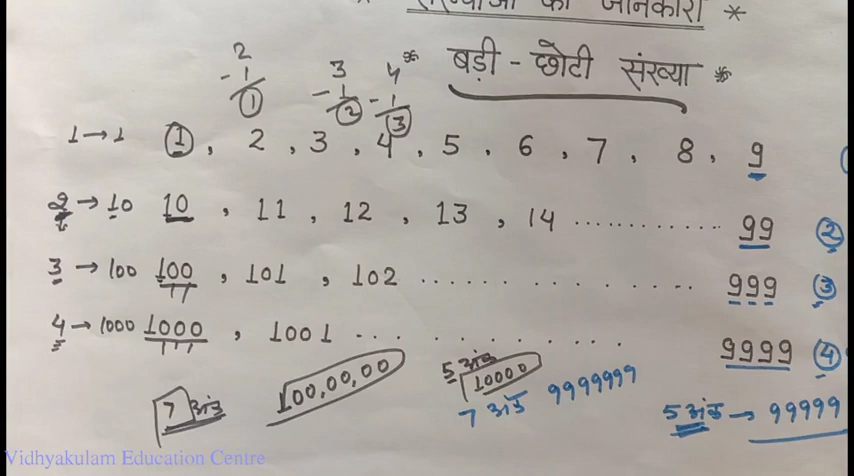 * संख्याओं की जानकारी *
* बड़ी - छोटी संख्या *
2 - 1 = 1
3 - 1 = 2
4 - 1 = 3
1 → 1 1, 2, 3, 4, 5, 6, 7, 8, 9
2 → 10 10, 11, 12, 13, 14 ............... 99 2
3 → 100 100, 101, 102 ............... 999 3
4 → 1000 1000, 1001 ............... 9999 4
7 अंक 100,00,00
5 अंक 10000
7 अंक 9999999
5 अंक → 99999
Vidhyakulam Education Centre